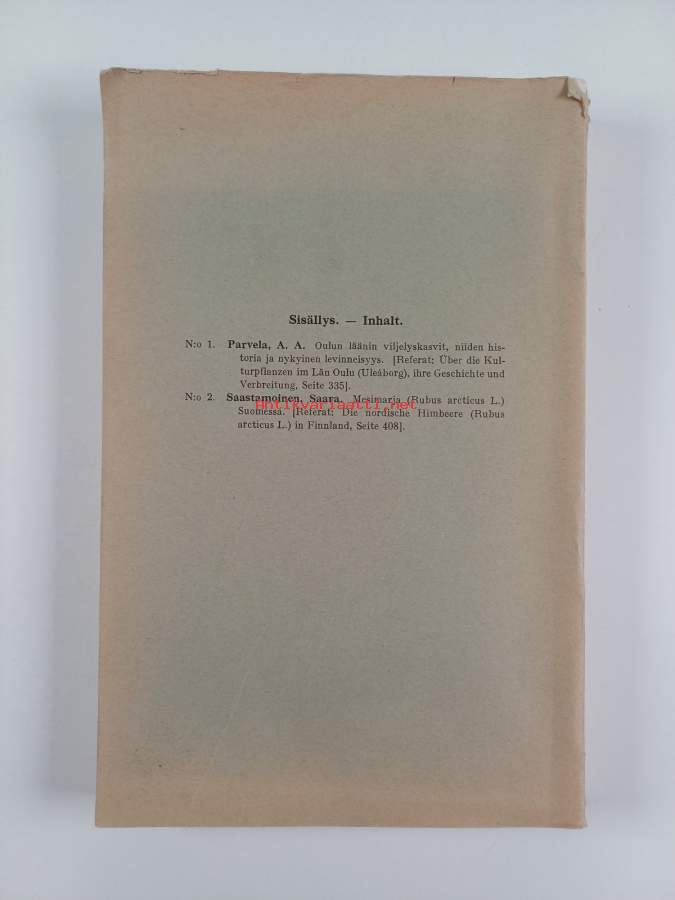 Sisällys. — Inhalt.
N:o 1. Parvela, A. A. Oulun läänin viljelyskasvit, niiden his-
toria ja nykyinen levinneisyys. [Referat: Über die Kul-
turpflanzen im Län Oulu (Uleåborg), ihre Geschichte und
Verbreitung, Seite 335].
N:o 2. Saastamoinen, Saara. Mesimarja (Rubus arcticus L.)
Antikvariaatti.net
Suomessa. [Referat: Die nordische Himbeere (Rubus
arcticus L.) in Finnland, Seite 408].